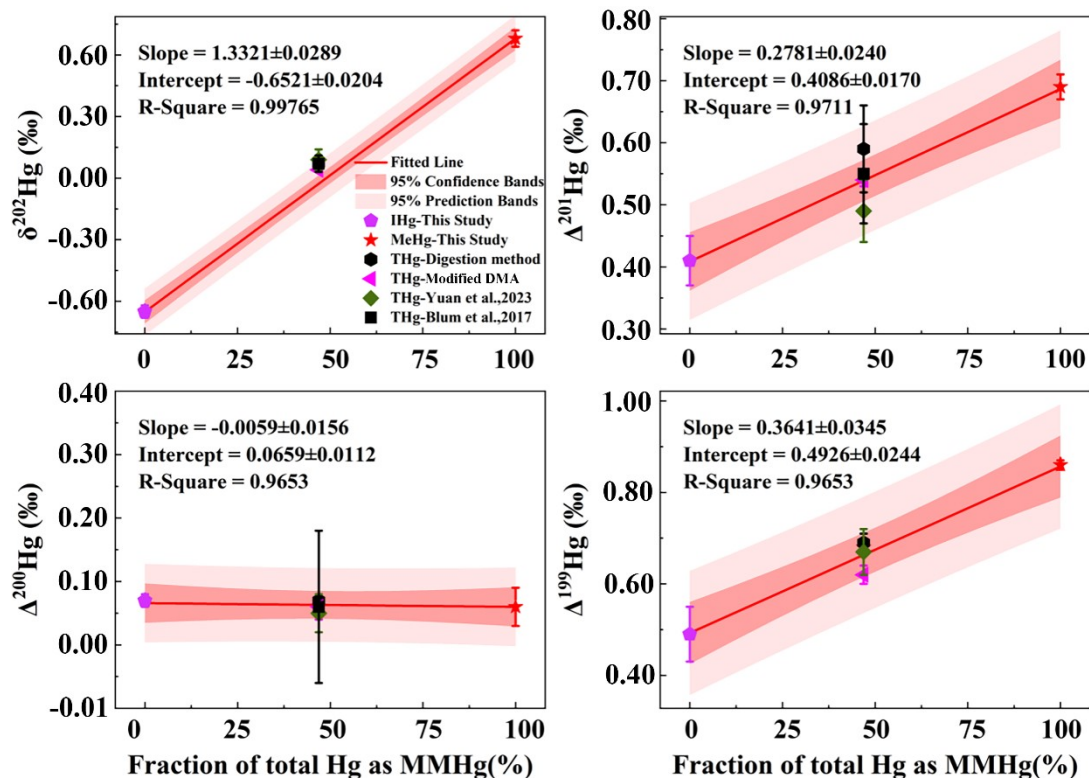 δ²⁰²Hg (‰)
0.60
0.30
0.00
-0.30
-0.60
Slope = 1.3321±0.0289
Intercept = -0.6521±0.0204
R-Square = 0.99765
Fitted Line
95% Confidence Bands
95% Prediction Bands
IHg-This Study
MeHg-This Study
THg-Digestion method
THg-Modified DMA
THg-Yuan et al.,2023
THg-Blum et al.,2017
0 25 50 75 100
Δ²⁰¹Hg (‰)
0.80
0.70
0.60
0.50
0.40
0.30
Slope = 0.2781±0.0240
Intercept = 0.4086±0.0170
R-Square = 0.9711
0 25 50 75 100
Δ²⁰⁰Hg (‰)
0.40
0.30
0.20
0.10
0.00
-0.01
Slope = -0.0059±0.0156
Intercept = 0.0659±0.0112
R-Square = 0.9653
0 25 50 75 100
Fraction of total Hg as MMHg(%)
Δ¹⁹⁹Hg (‰)
1.00
0.80
0.60
0.40
Slope = 0.3641±0.0345
Intercept = 0.4926±0.0244
R-Square = 0.9653
0 25 50 75 100
Fraction of total Hg as MMHg(%)